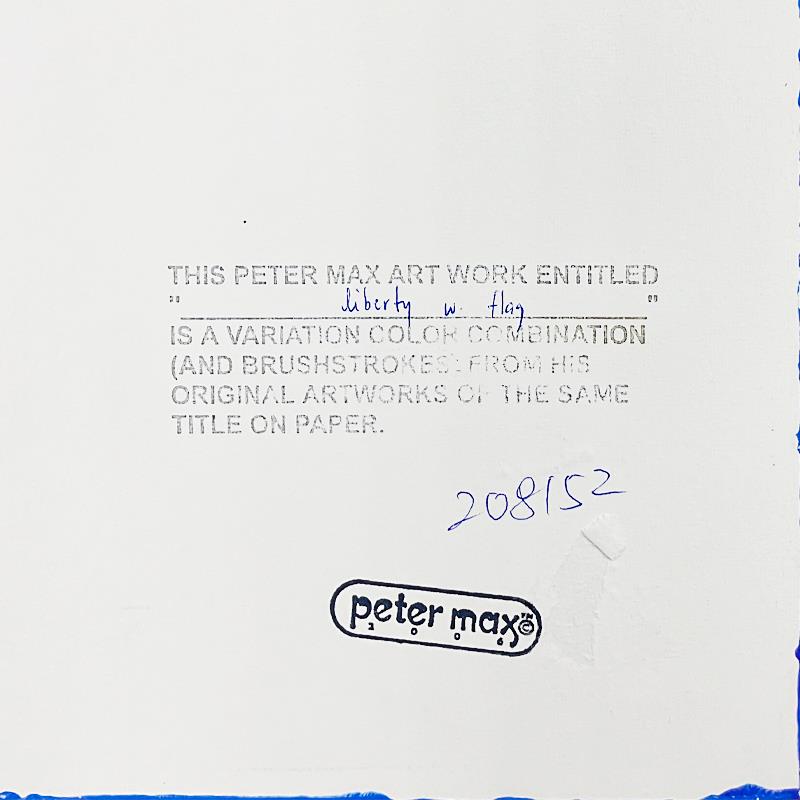 THIS PETER MAX ART WORK ENTITLED
" liberty w. flag "
IS A VARIATION COLOR COMBINATION
(AND BRUSHSTROKES) FROM HIS
ORIGINAL ARTWORKS OF THE SAME
TITLE ON PAPER.
208152
peter max ™ ©
2006